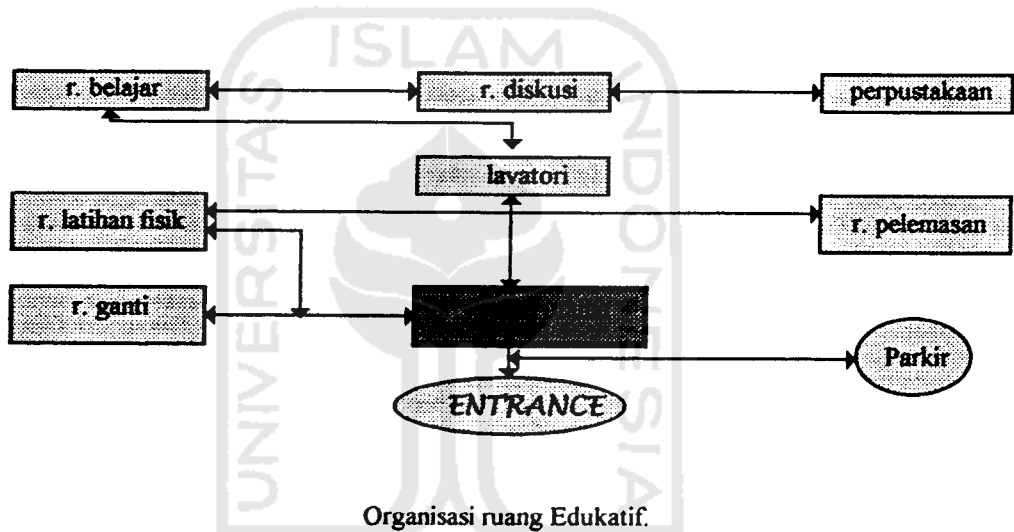 ISLAM
UNIVERSITAS
INDONESIA
r. belajar
r. diskusi
perpustakaan
lavatori
r. latihan fisik
r. pelemasan
r. ganti
Parkir
ENTRANCE
Organisasi ruang Edukatif.